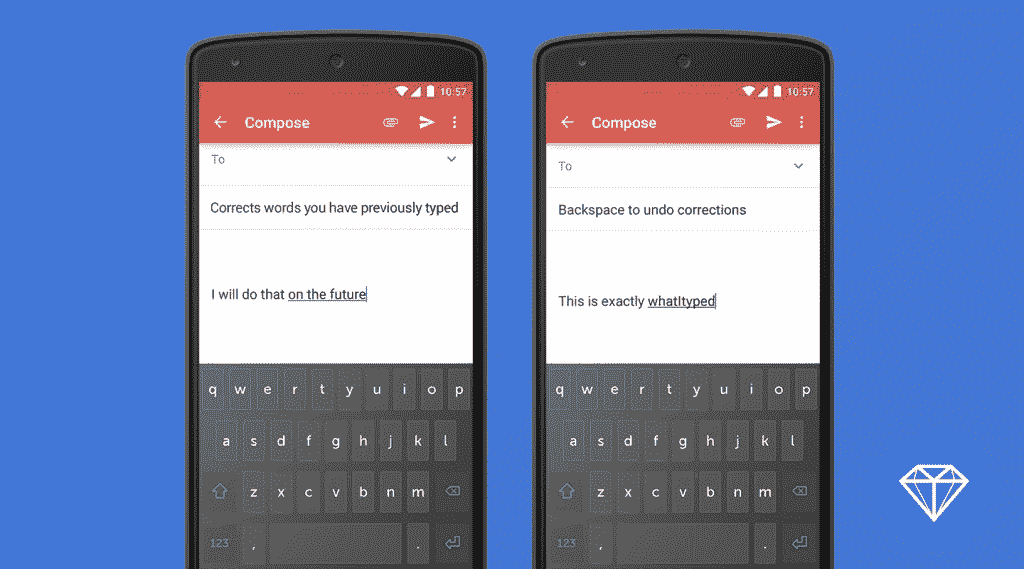 10:57
Compose
To
Corrects words you have previously typed
I will do that on the future
q w e r t y u i o p
a s d f g h j k l
z x c v b n m
123 , .
10:57
Compose
To
Backspace to undo corrections
This is exactly whatItyped
q w e r t y u i o p
a s d f g h j k l
z x c v b n m
123 , .